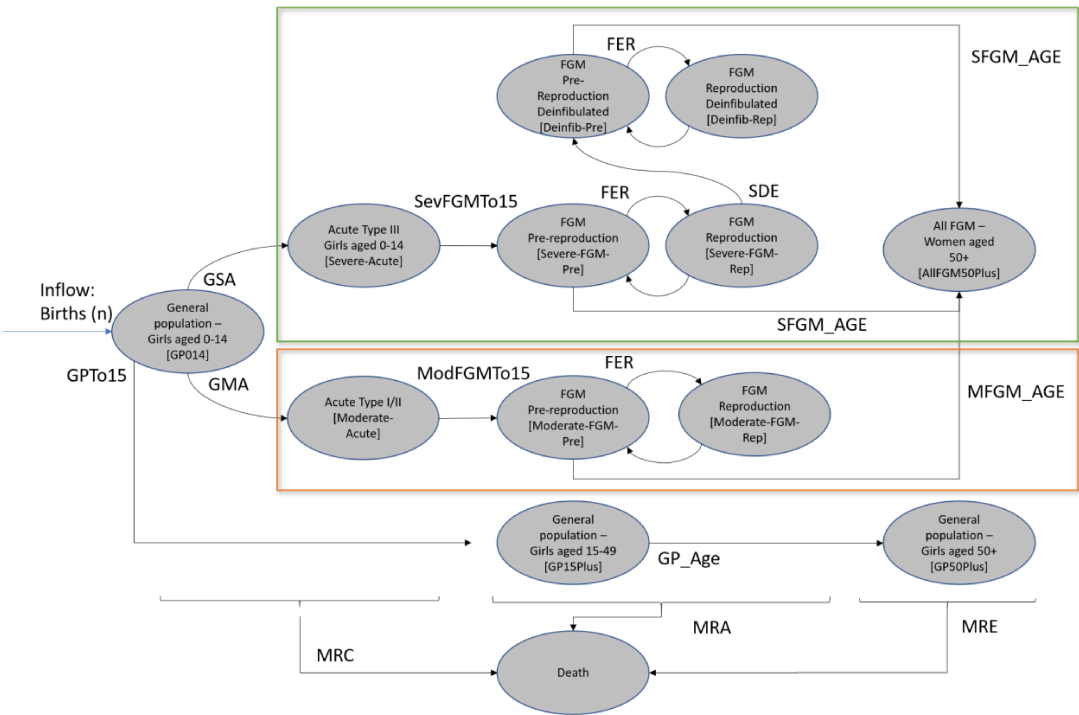 FER
SFGM_AGE
FGM
Pre-
Reproduction
Deinfibulated
[Deinfib-Pre]
FGM
Reproduction
Deinfibulated
[Deinfib-Rep]
SevFGMTo15
FER
SDE
Acute Type III
Girls aged 0-14
[Severe-Acute]
FGM
Pre-reproduction
[Severe-FGM-
Pre]
FGM
Reproduction
[Severe-FGM-
Rep]
All FGM –
Women aged
50+
[AllFGM50Plus]
GSA
Inflow:
Births (n)
General
population –
Girls aged 0-14
[GP014]
SFGM_AGE
GPTo15
GMA
ModFGMTo15
FER
MFGM_AGE
Acute Type I/II
[Moderate-
Acute]
FGM
Pre-reproduction
[Moderate-FGM-
Pre]
FGM
Reproduction
[Moderate-FGM-
Rep]
General
population –
Girls aged 15-49
[GP15Plus]
GP_Age
General
population –
Girls aged 50+
[GP50Plus]
MRC
MRA
MRE
Death